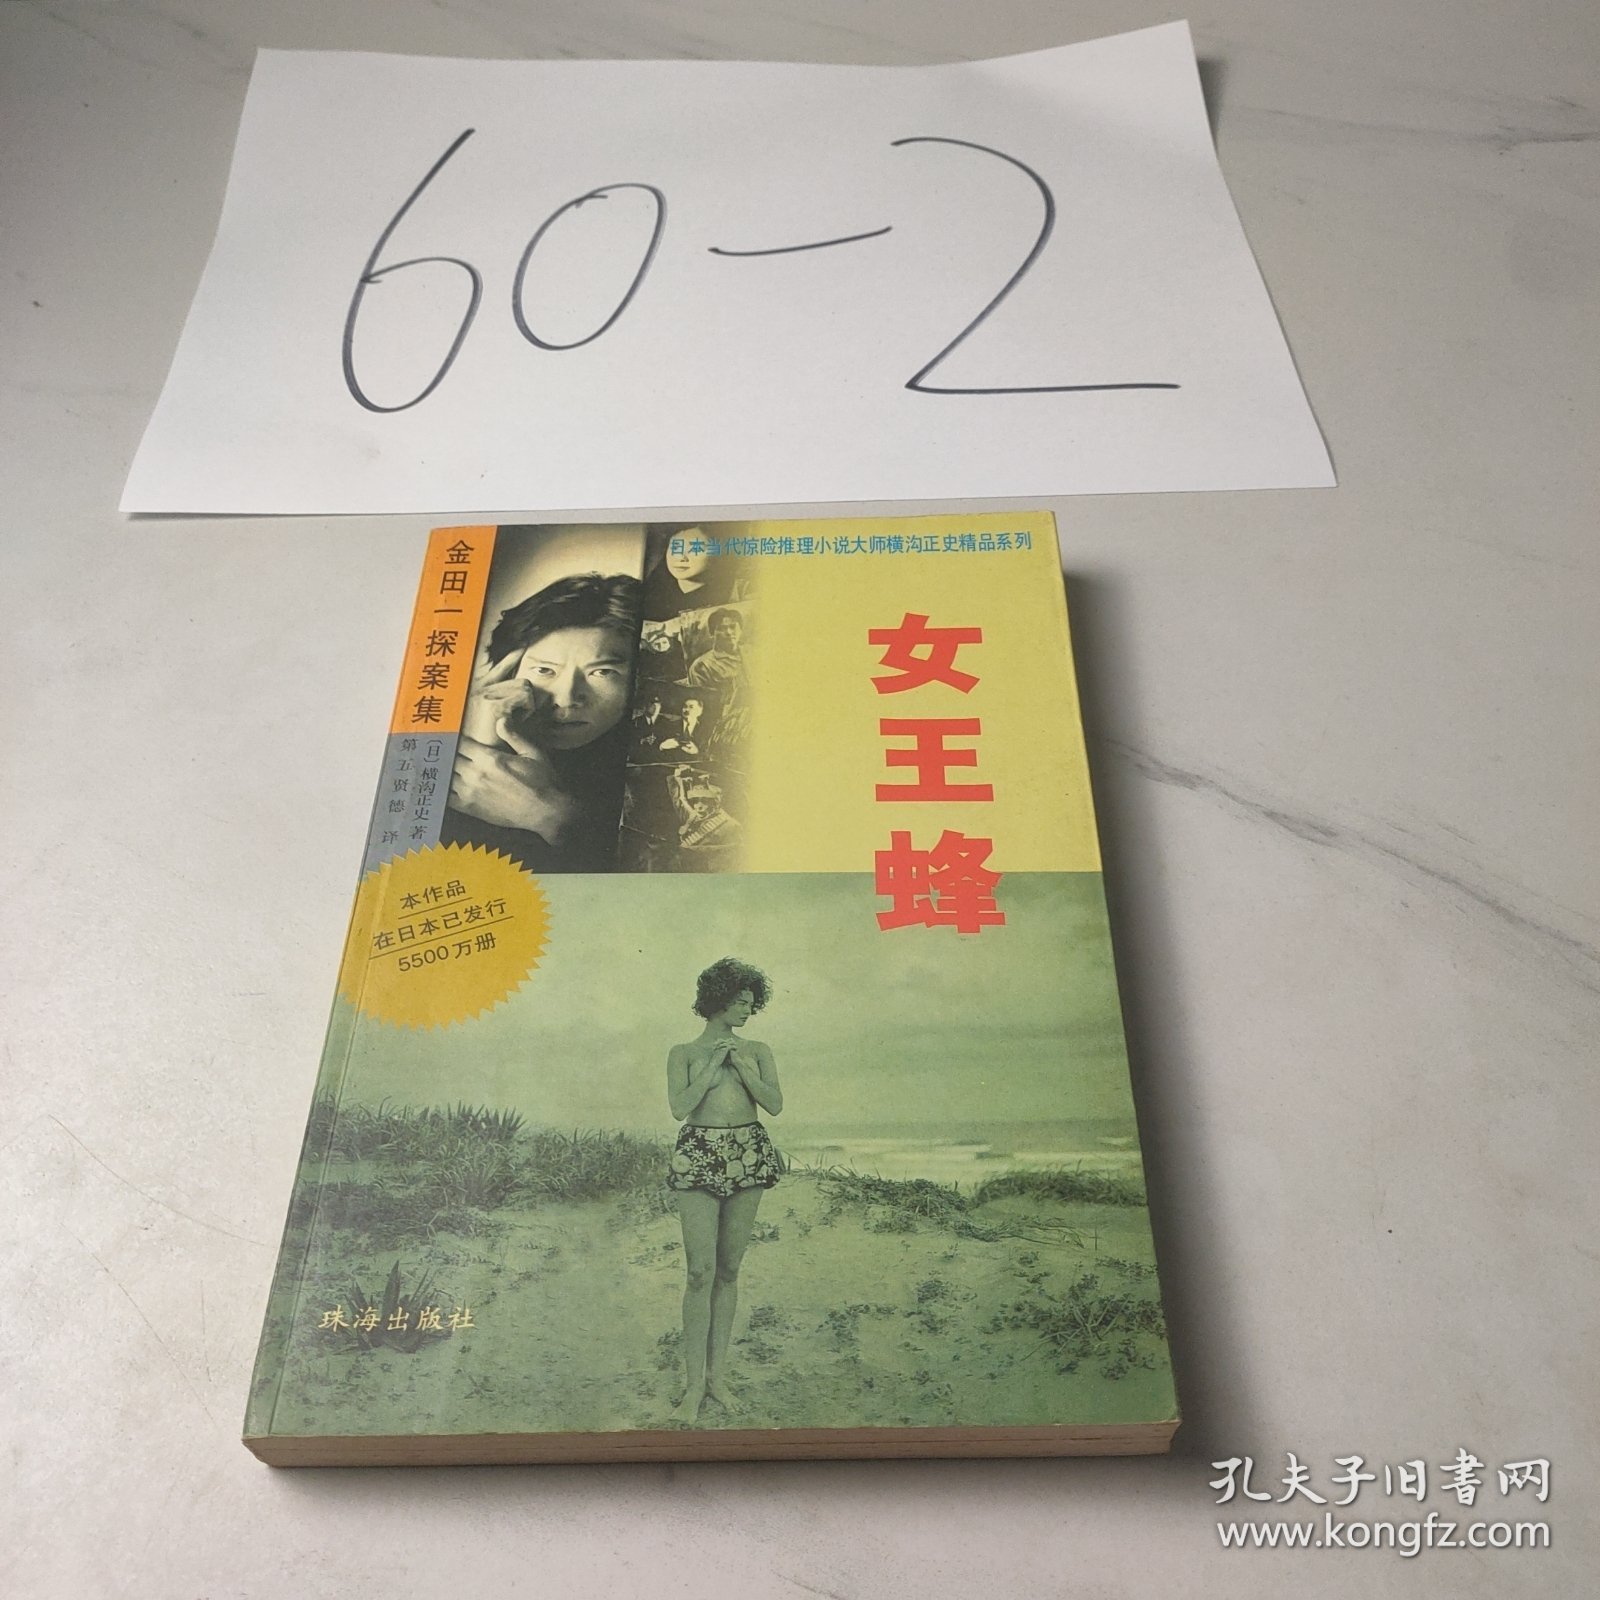 60-2
日本当代惊险推理小说大师横沟正史精品系列
金田一探案集
女王蜂
〔日〕横沟正史 著
第五贤德 译
本作品
在日本已发行
5500万册
珠海出版社
孔夫子旧书网
www.kongfz.com